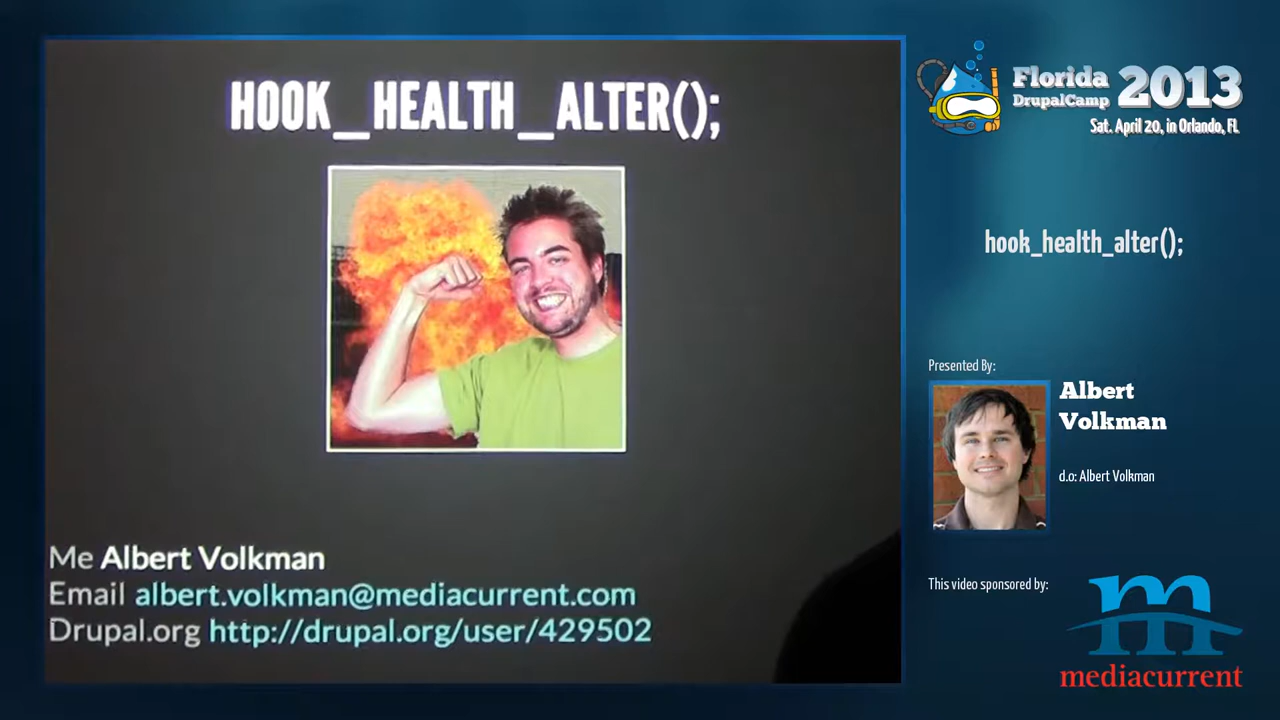 HOOK_HEALTH_ALTER();
Me Albert Volkman
Email albert.volkman@mediacurrent.com
Drupal.org http://drupal.org/user/429502
Florida
DrupalCamp
2013
Sat. April 20, in Orlando, FL
hook_health_alter();
Presented By:
Albert
Volkman
d.o: Albert Volkman
This video sponsored by:
m
mediacurrent